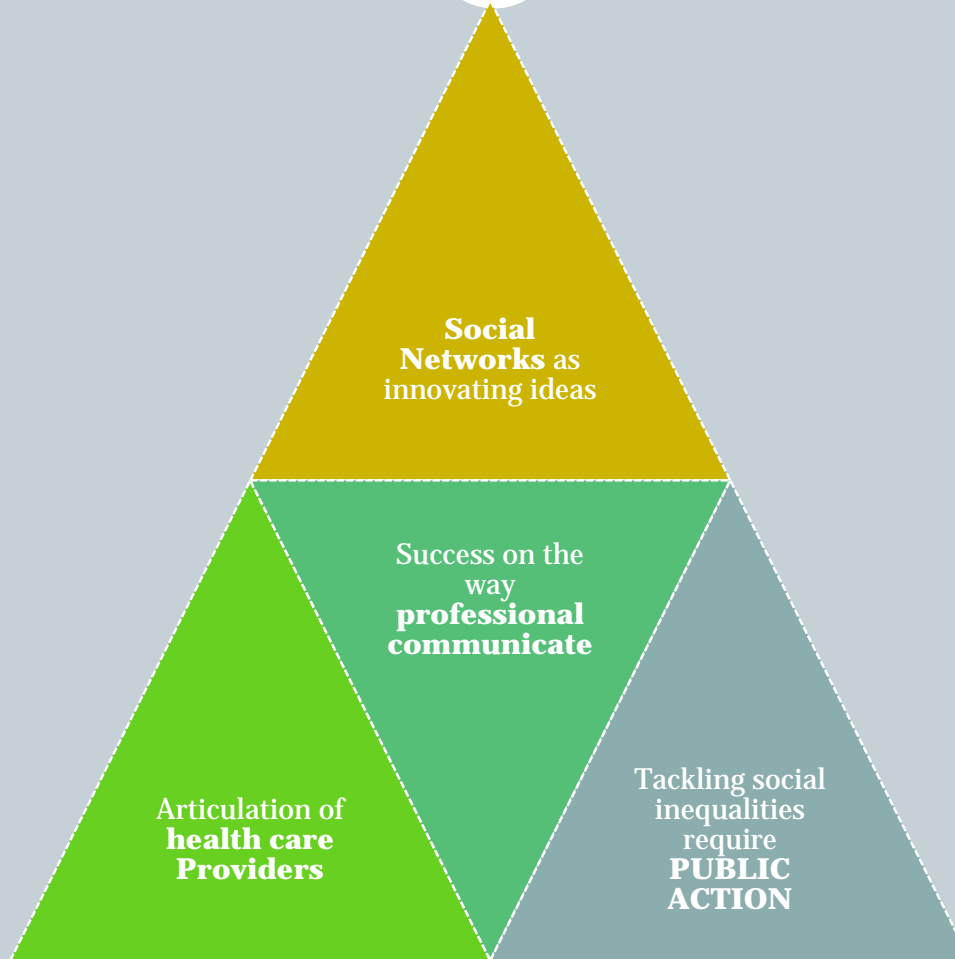 Social
Networks as
innovating ideas
Success on the
way
professional
communicate
Articulation of
health care
Providers
Tackling social
inequalities
require
PUBLIC
ACTION